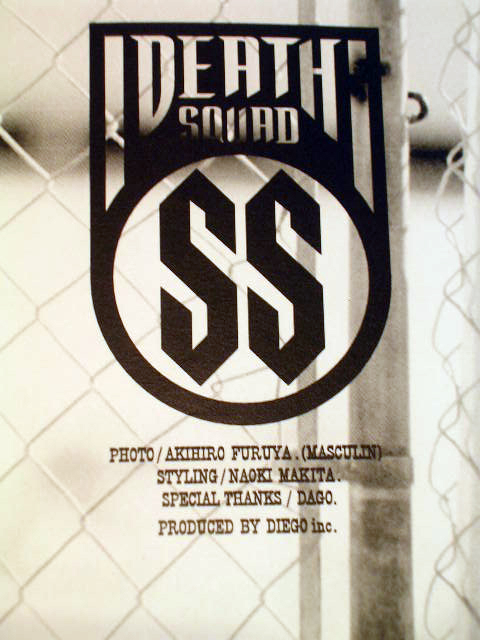 DEATH
SQUAD
SS
PHOTO/AKIHIRO FURUYA.(MASCULIN)
STYLING/NAOKI MAKITA.
SPECIAL THANKS / DAGO.
PRODUCED BY DIEGO inc.